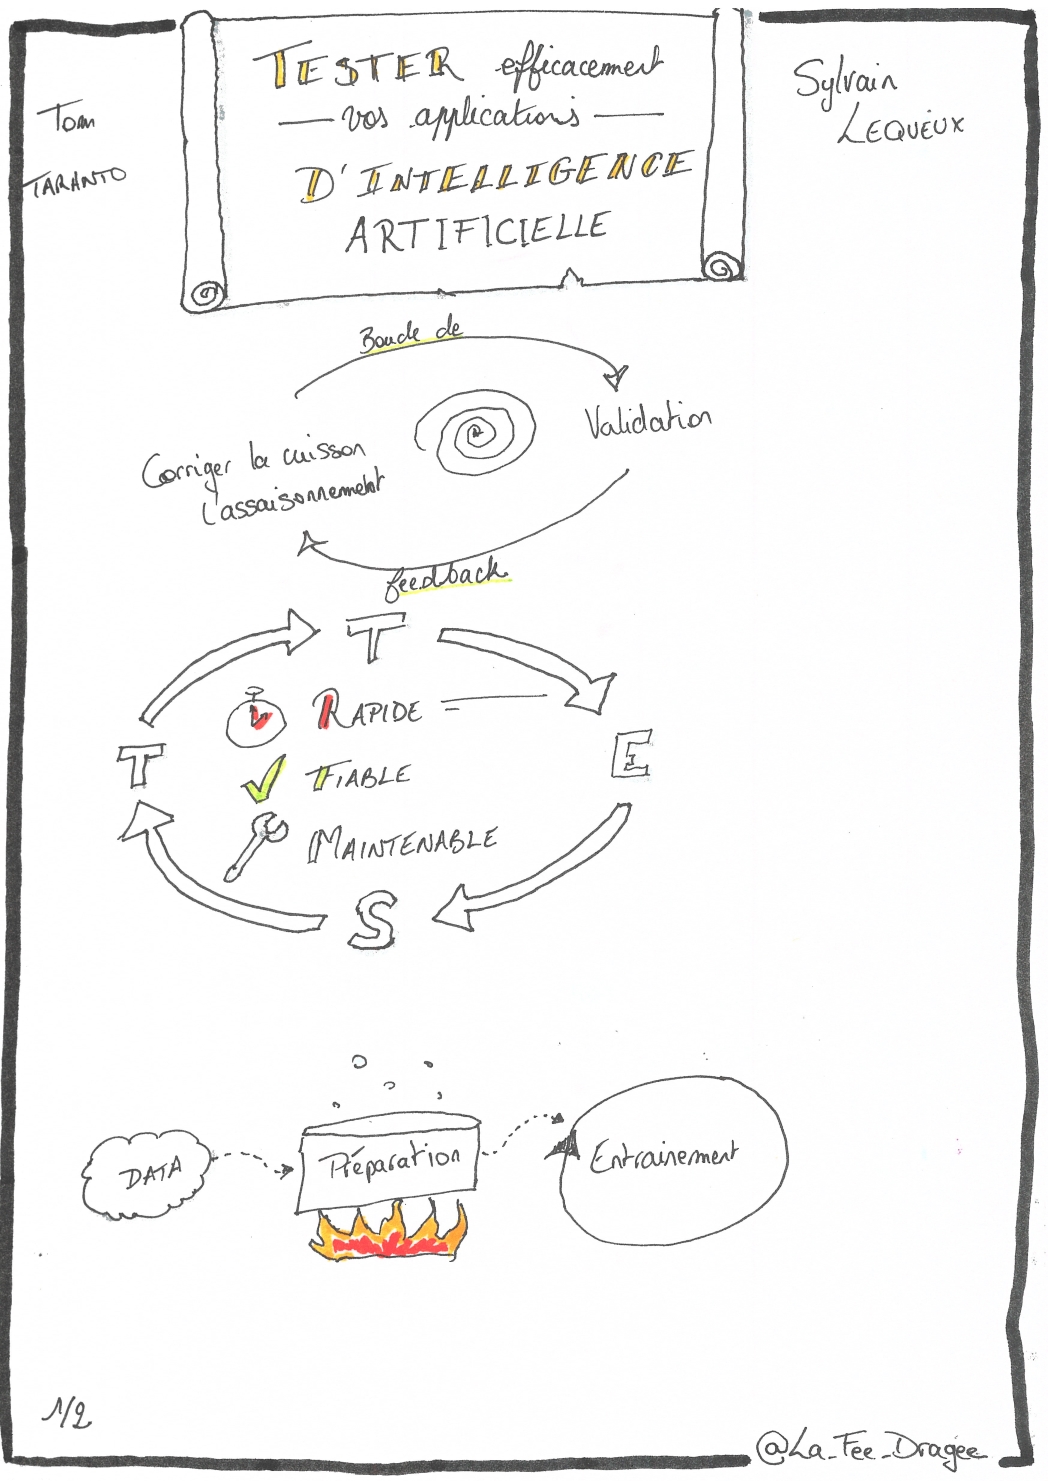 TESTER efficacement
vos applications
D'INTELLIGENCE
ARTIFICIELLE
Tom
TARANTO
Sylvain
LEQUEUX
Boucle de
Validation
Corriger la cuisson
l'assaisonnement
feedback
T
E
S
T
RAPIDE =
FIABLE
MAINTENABLE
DATA
Préparation
Entrainement
1/2
@La_Fee_Dragee_